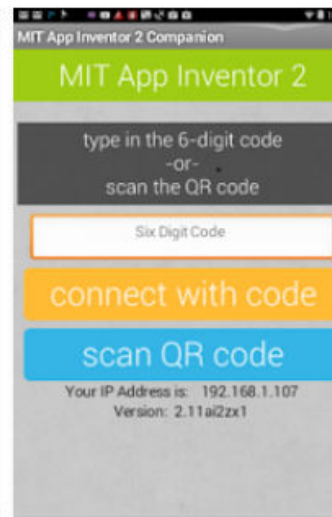 MIT App Inventor 2 Companion
MIT App Inventor 2
type in the 6-digit code
-or-
scan the QR code
Six Digit Code
connect with code
scan QR code
Your IP Address is: 192.168.1.107
Version: 2.11ai2zx1